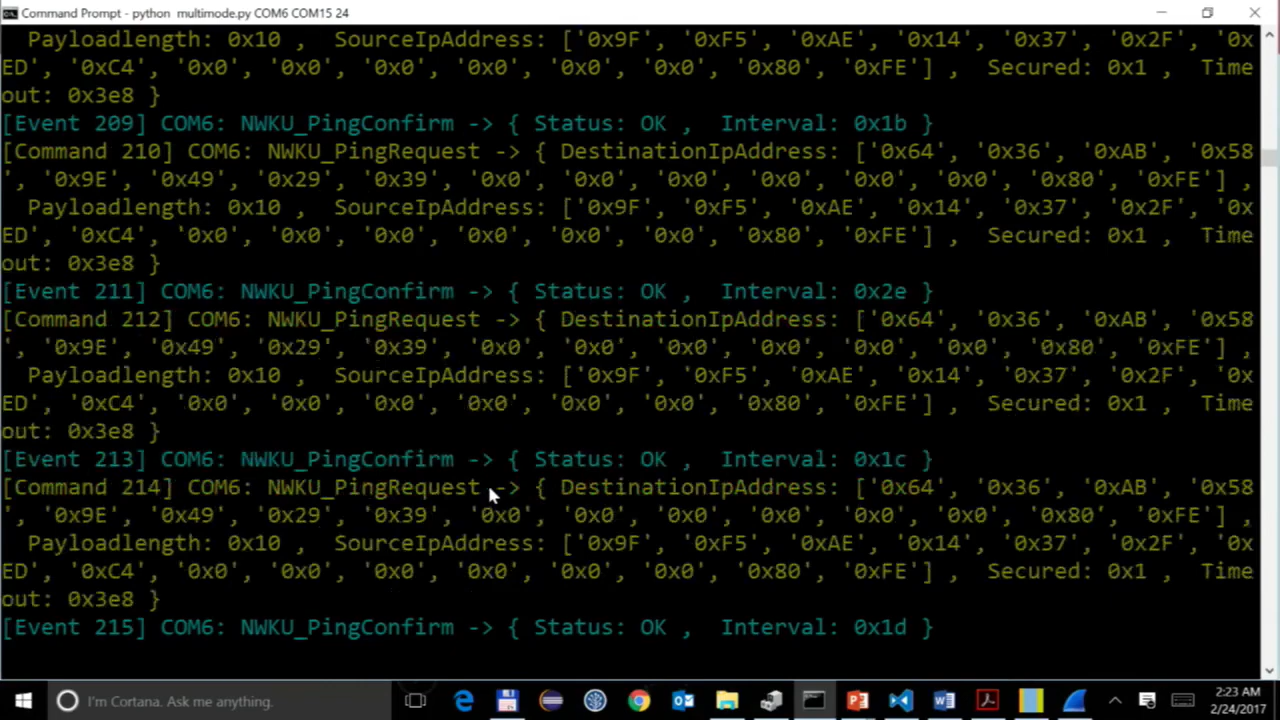 Command Prompt - python  multimode.py COM6 COM15 24
  Payloadlength: 0x10 ,  SourceIpAddress: ['0x9F', '0xF5', '0xAE', '0x14', '0x37', '0x2F', '0x
ED', '0xC4', '0x0', '0x0', '0x0', '0x0', '0x0', '0x0', '0x80', '0xFE'] ,  Secured: 0x1 ,  Time
out: 0x3e8 }
[Event 209] COM6: NWKU_PingConfirm -> { Status: OK ,  Interval: 0x1b }
[Command 210] COM6: NWKU_PingRequest -> { DestinationIpAddress: ['0x64', '0x36', '0xAB', '0x58
', '0x9E', '0x49', '0x29', '0x39', '0x0', '0x0', '0x0', '0x0', '0x0', '0x0', '0x80', '0xFE'] ,
  Payloadlength: 0x10 ,  SourceIpAddress: ['0x9F', '0xF5', '0xAE', '0x14', '0x37', '0x2F', '0x
ED', '0xC4', '0x0', '0x0', '0x0', '0x0', '0x0', '0x0', '0x80', '0xFE'] ,  Secured: 0x1 ,  Time
out: 0x3e8 }
[Event 211] COM6: NWKU_PingConfirm -> { Status: OK ,  Interval: 0x2e }
[Command 212] COM6: NWKU_PingRequest -> { DestinationIpAddress: ['0x64', '0x36', '0xAB', '0x58
', '0x9E', '0x49', '0x29', '0x39', '0x0', '0x0', '0x0', '0x0', '0x0', '0x0', '0x80', '0xFE'] ,
  Payloadlength: 0x10 ,  SourceIpAddress: ['0x9F', '0xF5', '0xAE', '0x14', '0x37', '0x2F', '0x
ED', '0xC4', '0x0', '0x0', '0x0', '0x0', '0x0', '0x0', '0x80', '0xFE'] ,  Secured: 0x1 ,  Time
out: 0x3e8 }
[Event 213] COM6: NWKU_PingConfirm -> { Status: OK ,  Interval: 0x1c }
[Command 214] COM6: NWKU_PingRequest -> { DestinationIpAddress: ['0x64', '0x36', '0xAB', '0x58
', '0x9E', '0x49', '0x29', '0x39', '0x0', '0x0', '0x0', '0x0', '0x0', '0x0', '0x80', '0xFE'] ,
  Payloadlength: 0x10 ,  SourceIpAddress: ['0x9F', '0xF5', '0xAE', '0x14', '0x37', '0x2F', '0x
ED', '0xC4', '0x0', '0x0', '0x0', '0x0', '0x0', '0x0', '0x80', '0xFE'] ,  Secured: 0x1 ,  Time
out: 0x3e8 }
[Event 215] COM6: NWKU_PingConfirm -> { Status: OK ,  Interval: 0x1d }
I'm Cortana. Ask me anything.
2:23 AM
2/24/2017